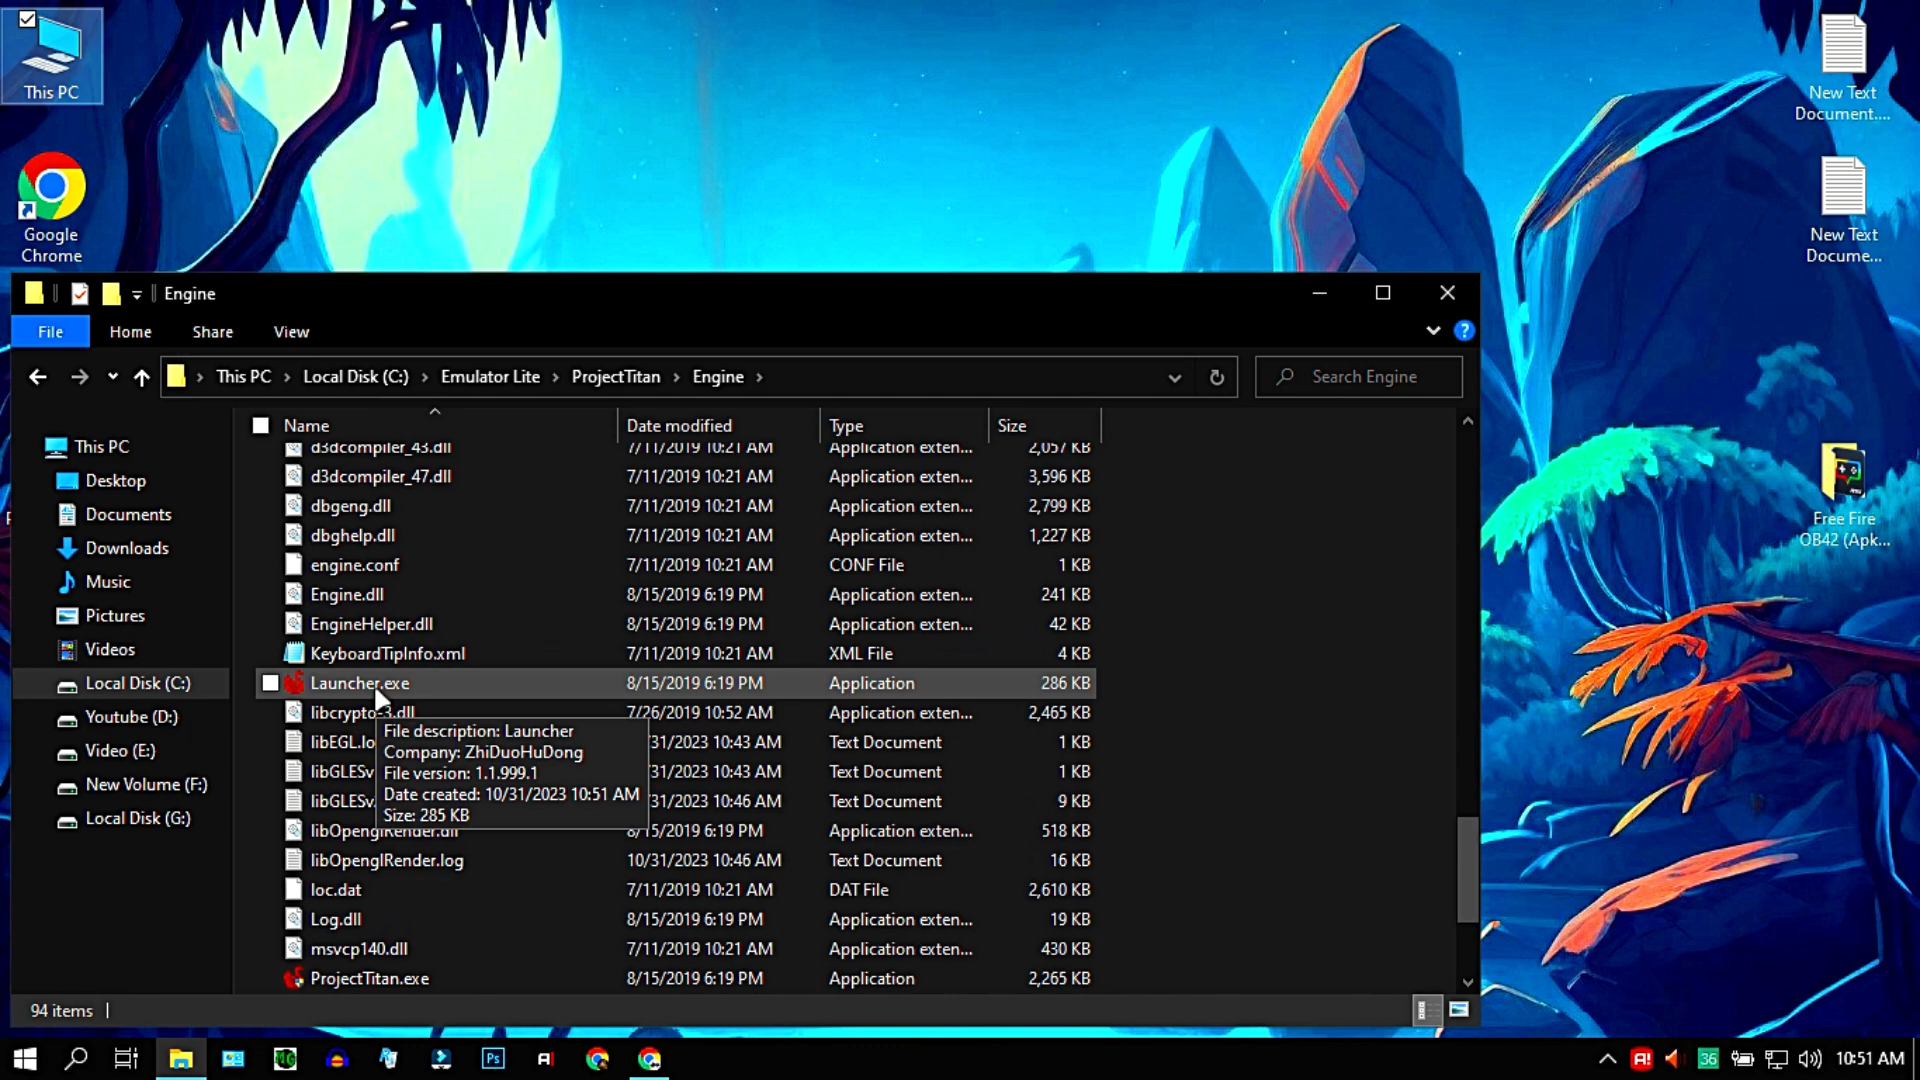 This PC
Google
Chrome
New Text
Document....
New Text
Docume...
Free Fire
OB42 (Apk...
Engine
File
Home
Share
View
This PC
Local Disk (C:)
Emulator Lite
ProjectTitan
Engine
Search Engine
This PC
Desktop
Documents
Downloads
Music
Pictures
Videos
Local Disk (C:)
Youtube (D:)
Video (E:)
New Volume (F:)
Local Disk (G:)
Name Date modified Type Size
d3dcompiler_43.dll 7/11/2019 10:21 AM Application exten... 2,057 KB
d3dcompiler_47.dll 7/11/2019 10:21 AM Application exten... 3,596 KB
dbgeng.dll 7/11/2019 10:21 AM Application exten... 2,799 KB
dbghelp.dll 7/11/2019 10:21 AM Application exten... 1,227 KB
engine.conf 7/11/2019 10:21 AM CONF File 1 KB
Engine.dll 8/15/2019 6:19 PM Application exten... 241 KB
EngineHelper.dll 8/15/2019 6:19 PM Application exten... 42 KB
KeyboardTipInfo.xml 7/11/2019 10:21 AM XML File 4 KB
Launcher.exe 8/15/2019 6:19 PM Application 286 KB
libcrypto-3.dll 7/26/2019 10:52 AM Application exten... 2,465 KB
libEGL.lo 31/2023 10:43 AM Text Document 1 KB
libGLESv 31/2023 10:43 AM Text Document 1 KB
libGLESv 31/2023 10:46 AM Text Document 9 KB
libOpenglRender.dll 8/15/2019 6:19 PM Application exten... 518 KB
libOpenglRender.log 10/31/2023 10:46 AM Text Document 16 KB
loc.dat 7/11/2019 10:21 AM DAT File 2,610 KB
Log.dll 8/15/2019 6:19 PM Application exten... 19 KB
msvcp140.dll 7/11/2019 10:21 AM Application exten... 430 KB
ProjectTitan.exe 8/15/2019 6:19 PM Application 2,265 KB
File description: Launcher
Company: ZhiDuoHuDong
File version: 1.1.999.1
Date created: 10/31/2023 10:51 AM
Size: 285 KB
94 items
Ps
36
10:51 AM